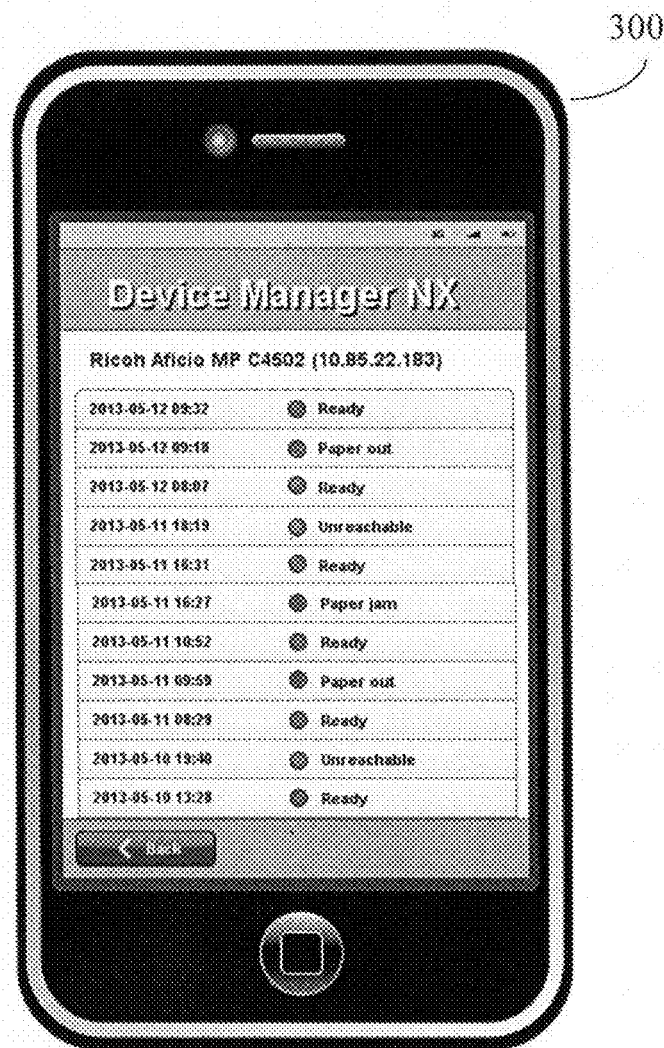 300
Device Manager NX
Ricoh Aficio MP C4502 (10.85.22.183)
2013-05-12 09:32 Ready
2013-05-12 09:18 Paper out
2013-05-12 08:07 Ready
2013-05-11 18:19 Unreachable
2013-05-11 16:31 Ready
2013-05-11 16:27 Paper jam
2013-05-11 10:52 Ready
2013-05-11 09:59 Paper out
2013-05-11 08:29 Ready
2013-05-10 19:40 Unreachable
2013-05-10 13:28 Ready
Back